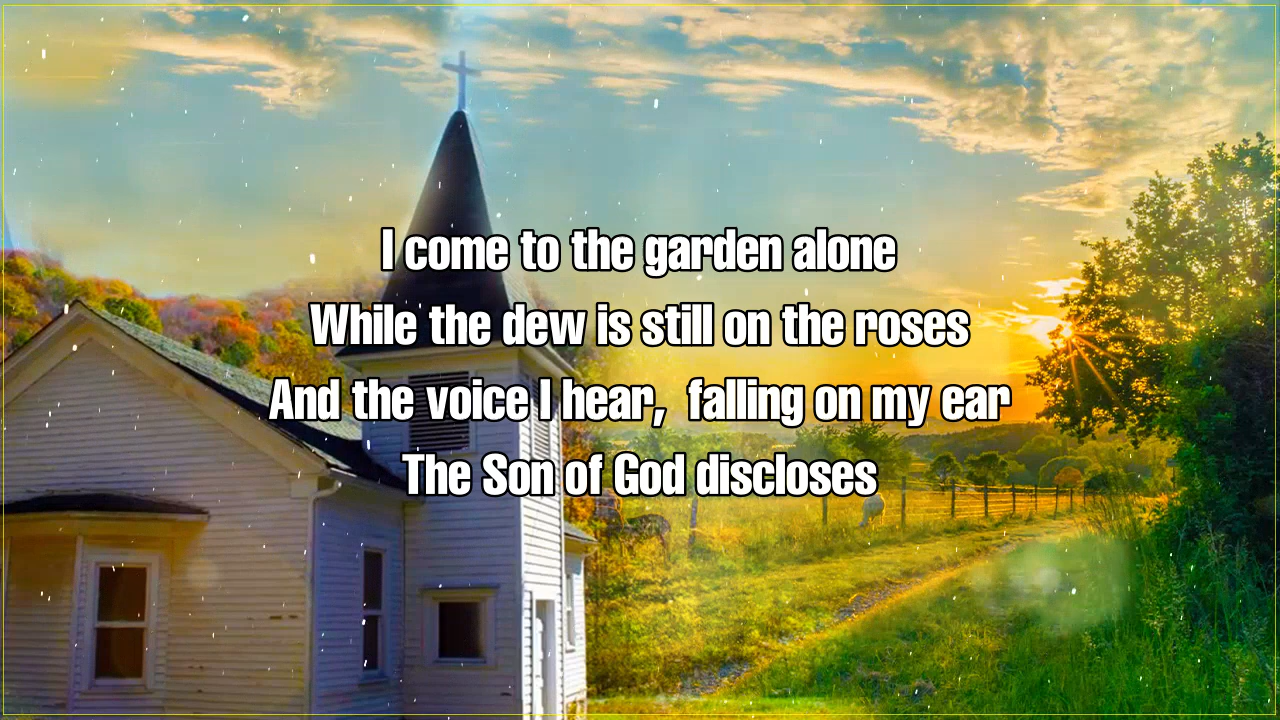 I come to the garden alone
While the dew is still on the roses
And the voice I hear,  falling on my ear
The Son of God discloses